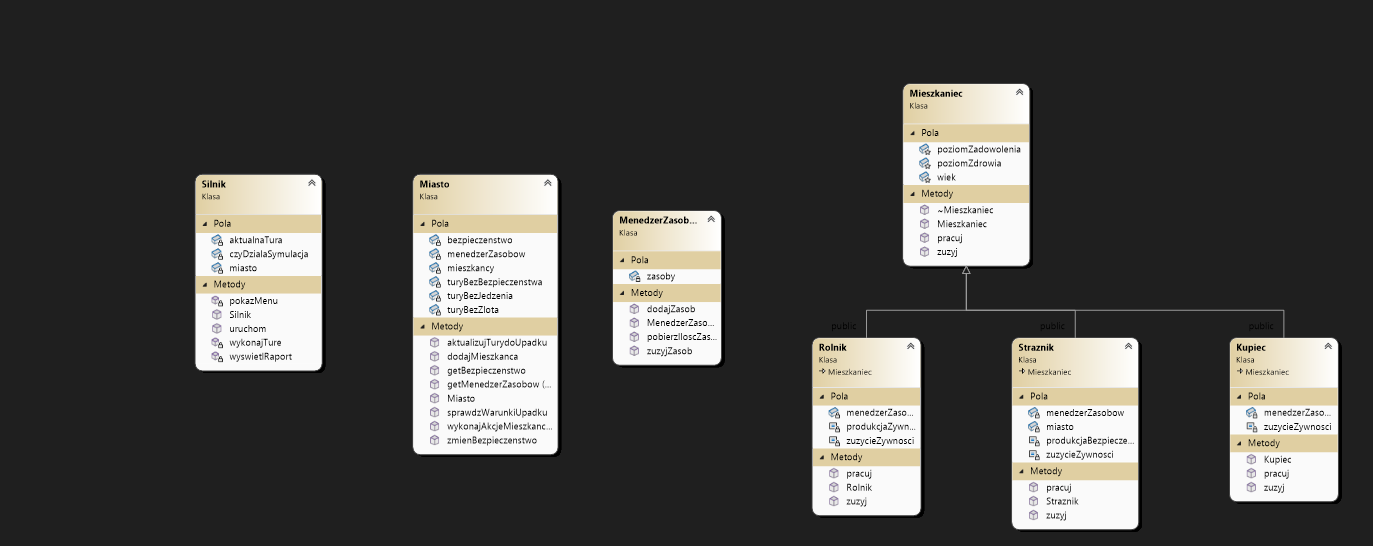 Silnik
Klasa
Pola
aktualnaTura
czyDzialaSymulacja
miasto
Metody
pokazMenu
Silnik
uruchom
wykonajTure
wyswietlRaport
Miasto
Klasa
Pola
bezpieczenstwo
menedzerZasobow
mieszkancy
turyBezBezpieczenstwa
turyBezJedzenia
turyBezZlota
Metody
aktualizujTurydoUpadku
dodajMieszkanca
getBezpieczenstwo
getMenedzerZasobow (...
Miasto
sprawdzWarunkiUpadku
wykonajAkcjeMieszkanc...
zmienBezpieczenstwo
MenedzerZasob...
Klasa
Pola
zasoby
Metody
dodajZasob
MenedzerZaso...
pobierzIloscZas...
zuzyjZasob
Mieszkaniec
Klasa
Pola
poziomZadowolenia
poziomZdrowia
wiek
Metody
~Mieszkaniec
Mieszkaniec
pracuj
zuzyj
public
Rolnik
Klasa
Mieszkaniec
Pola
menedzerZaso...
produkcjaZywn...
zuzycieZywnosci
Metody
pracuj
Rolnik
zuzyj
public
Straznik
Klasa
Mieszkaniec
Pola
menedzerZasobow
miasto
produkcjaBezpiecze...
zuzycieZywnosci
Metody
pracuj
Straznik
zuzyj
public
Kupiec
Klasa
Mieszkaniec
Pola
menedzerZaso...
zuzycieZywnosci
Metody
Kupiec
pracuj
zuzyj